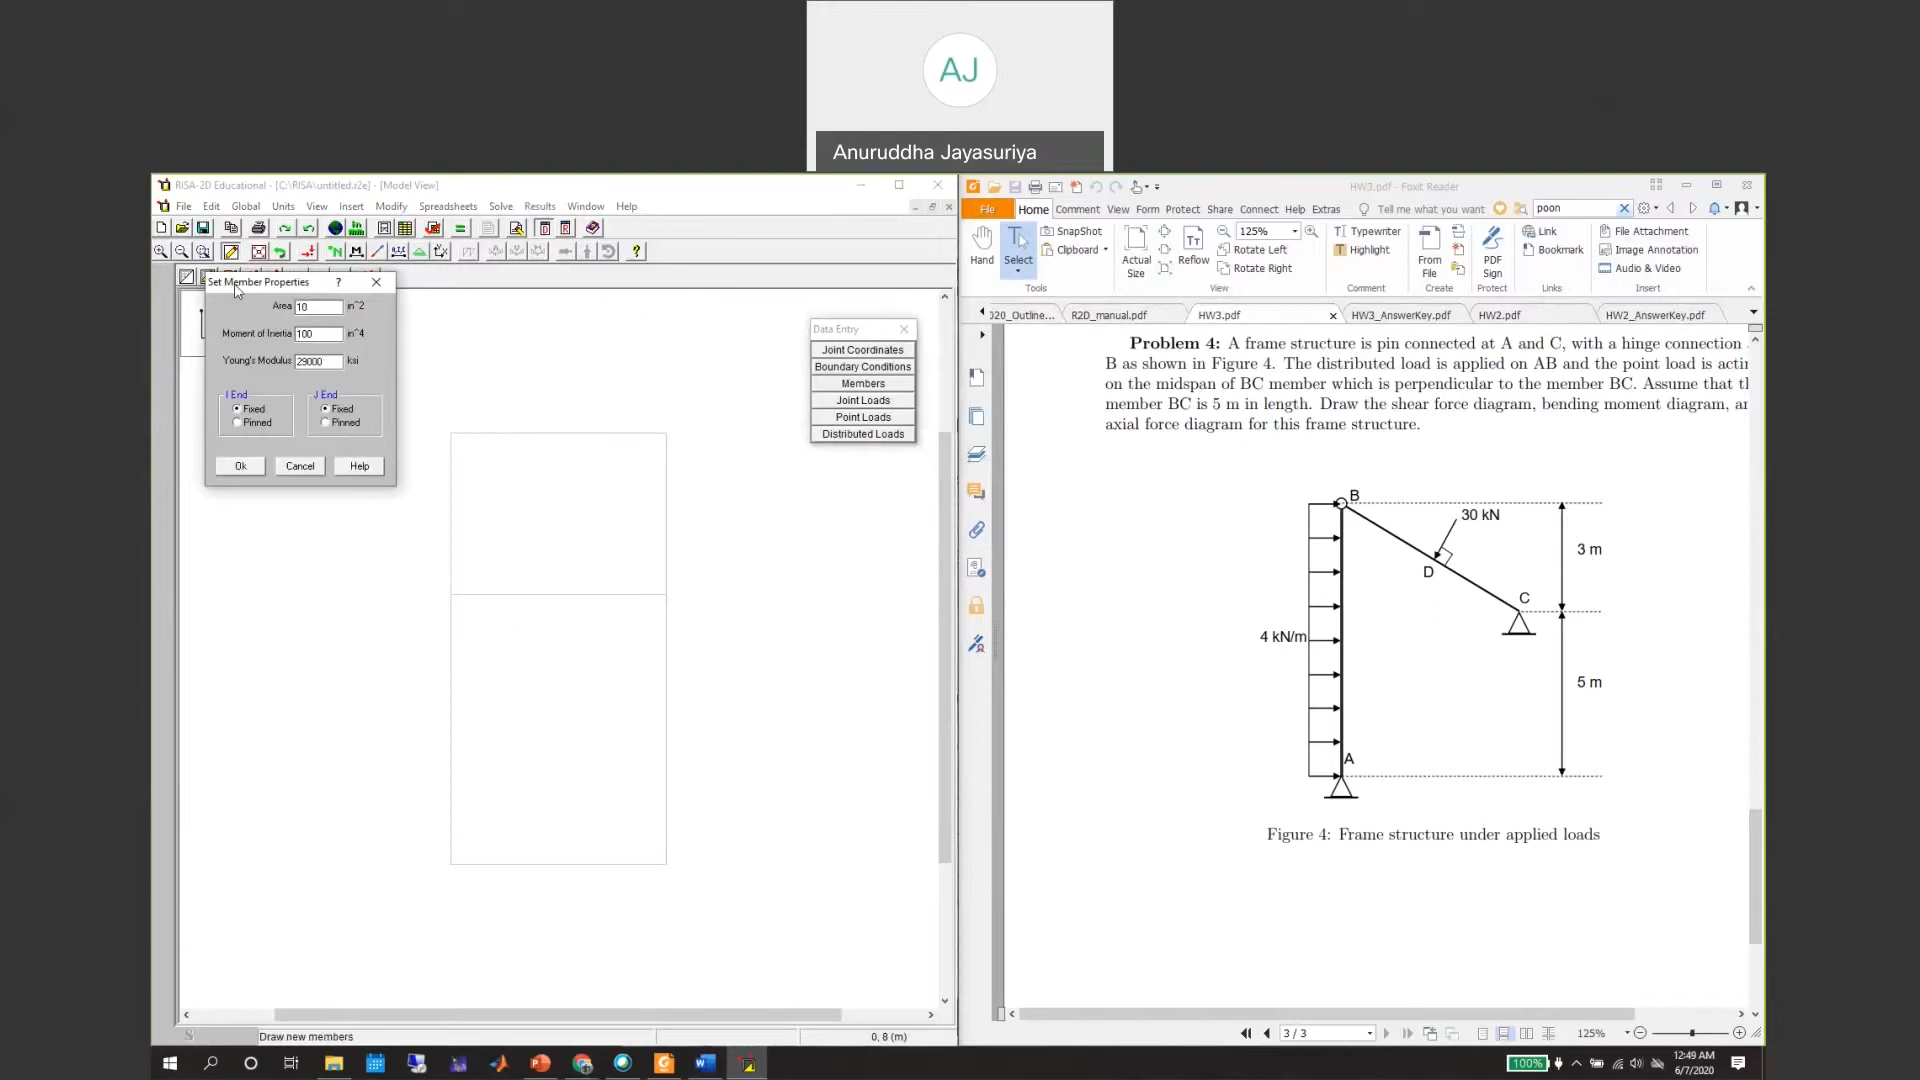 AJ
Anuruddha Jayasuriya
RISA-2D Educational - [C:\RISA\untitled.r2e] - [Model View]
File Edit Global Units View Insert Modify Spreadsheets Solve Results Window Help
Set Member Properties ?
Area 10 in^2
Moment of Inertia 100 in^4
Young's Modulus 29000 ksi
I End J End
Fixed Fixed
Pinned Pinned
Ok Cancel Help
Data Entry
Joint Coordinates
Boundary Conditions
Members
Joint Loads
Point Loads
Distributed Loads
Draw new members
0, 8 (m)
HW3.pdf - Foxit Reader
File Home Comment View Form Protect Share Connect Help Extras Tell me what you want poon
Hand
Select
SnapShot
Clipboard
Tools
Actual Size
Reflow
125%
Rotate Left
Rotate Right
View
Typewriter
Highlight
Comment
From File
Create
PDF Sign
Protect
Link
Bookmark
Links
File Attachment
Image Annotation
Audio & Video
Insert
020_Outline... R2D_manual.pdf HW3.pdf HW3_AnswerKey.pdf HW2.pdf HW2_AnswerKey.pdf
Problem 4: A frame structure is pin connected at A and C, with a hinge connection
B as shown in Figure 4. The distributed load is applied on AB and the point load is actin
on the midspan of BC member which is perpendicular to the member BC. Assume that th
member BC is 5 m in length. Draw the shear force diagram, bending moment diagram, an
axial force diagram for this frame structure.
B
30 kN
3 m
D
C
4 kN/m
5 m
A
Figure 4: Frame structure under applied loads
3 / 3
125%
100%
12:49 AM
6/7/2020